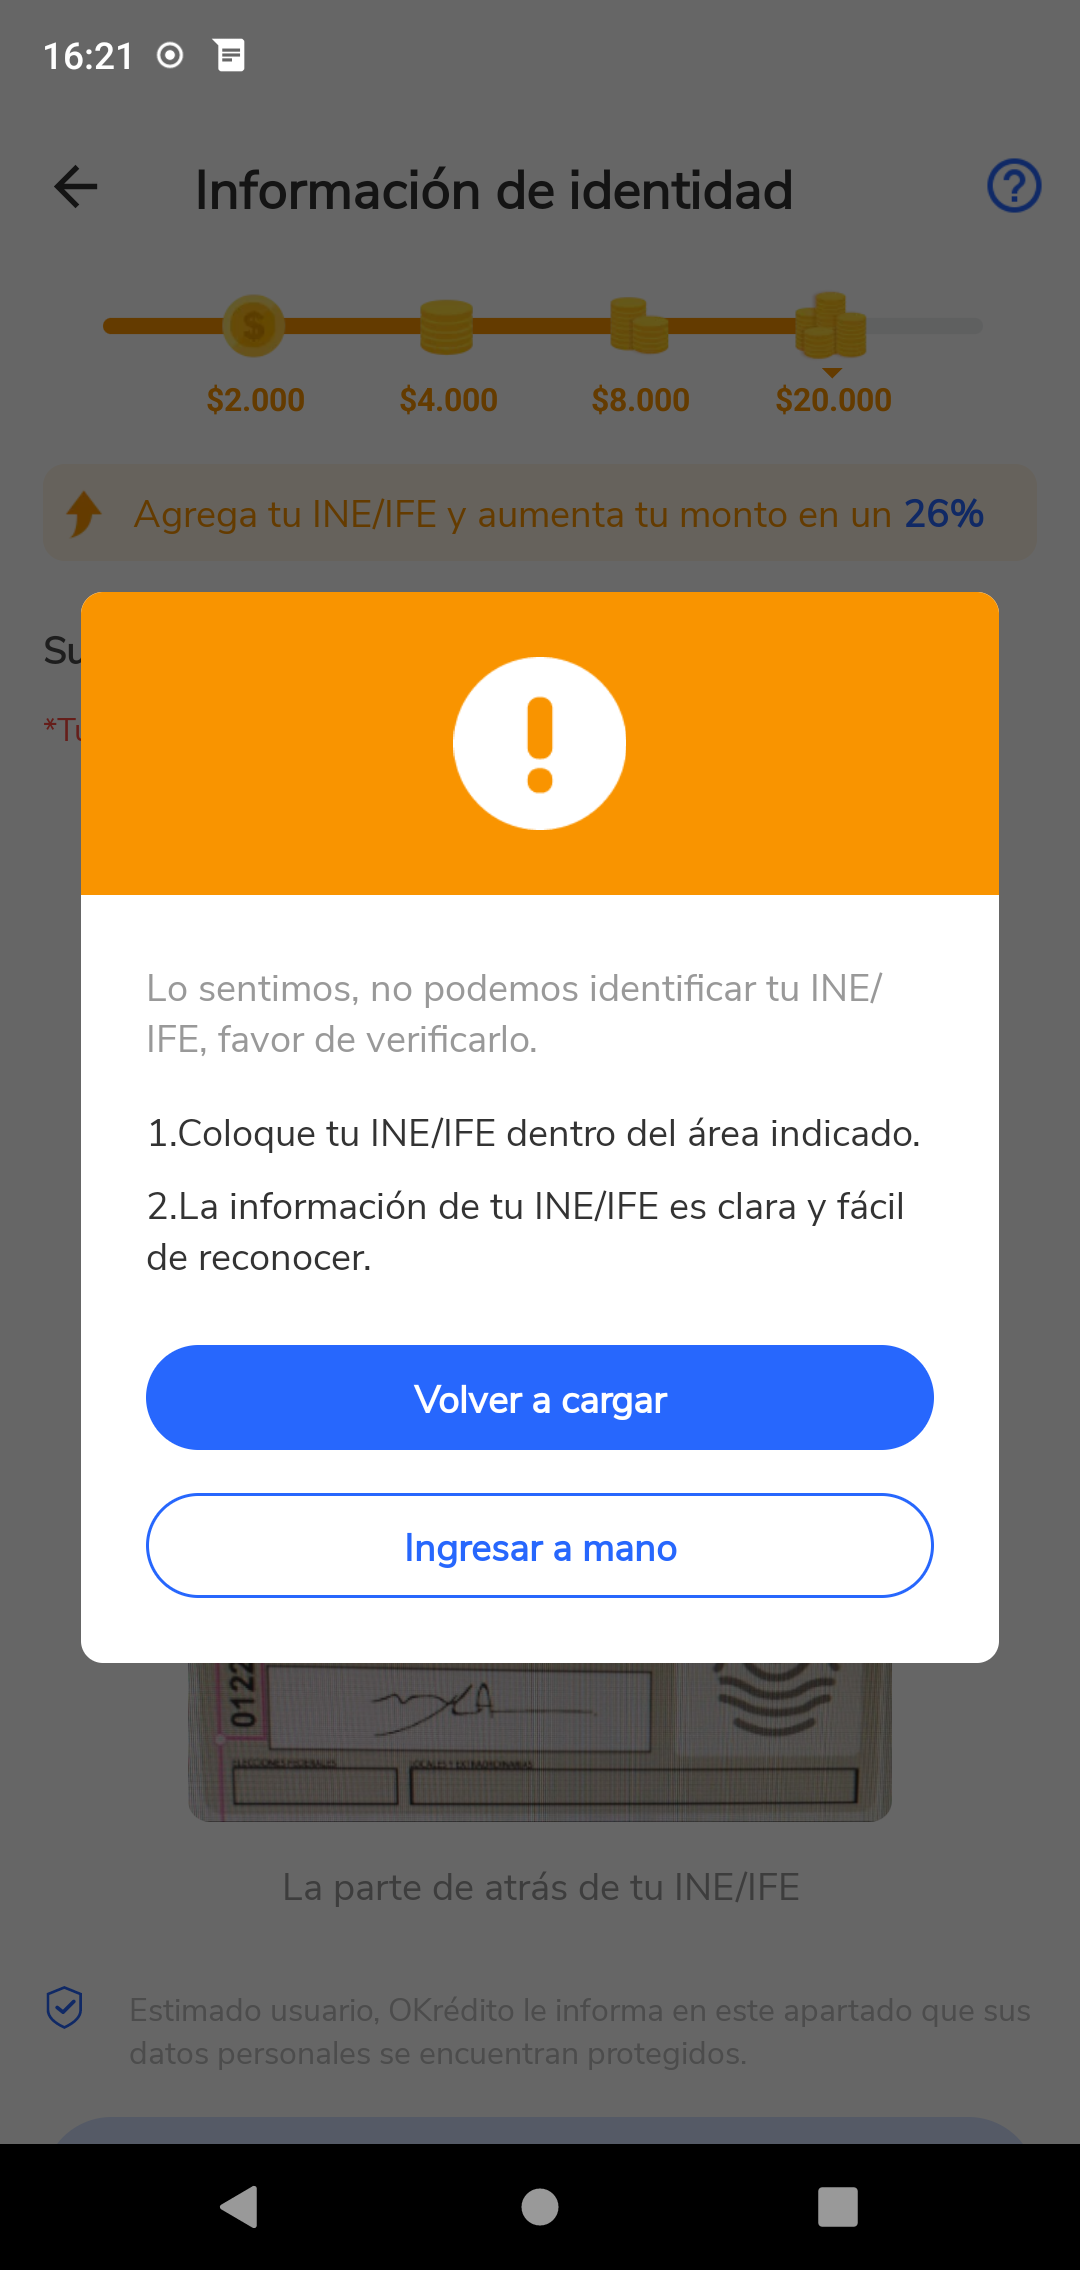 16:21
Información de identidad
$2.000
$4.000
$8.000
$20.000
Agrega tu INE/IFE y aumenta tu monto en un 26%
Su
*Tu
Lo sentimos, no podemos identificar tu INE/
IFE, favor de verificarlo.
1.Coloque tu INE/IFE dentro del área indicado.
2.La información de tu INE/IFE es clara y fácil
de reconocer.
Volver a cargar
Ingresar a mano
0122
ELECCIONES FEDERALES
LOCALES Y EXTRAORDINARIAS
La parte de atrás de tu INE/IFE
Estimado usuario, OKrédito le informa en este apartado que sus
datos personales se encuentran protegidos.